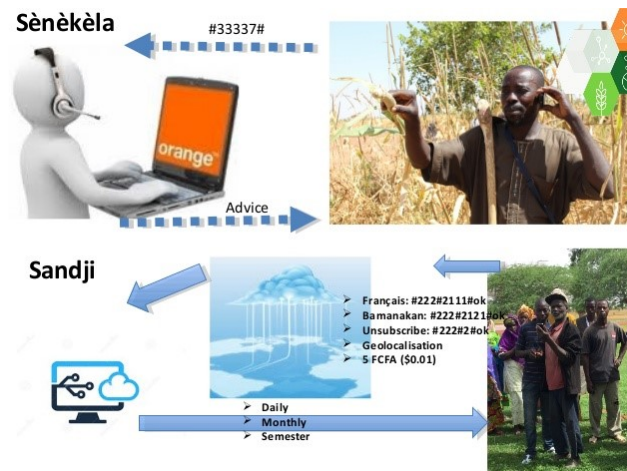 Sènèkèla
#33337#
orange™
Advice
Sandji
Français: #222#2111#ok
Bamanakan: #222#2121#ok
Unsubscribe: #222#2#ok
Geolocalisation
5 FCFA ($0.01)
Daily
Monthly
Semester